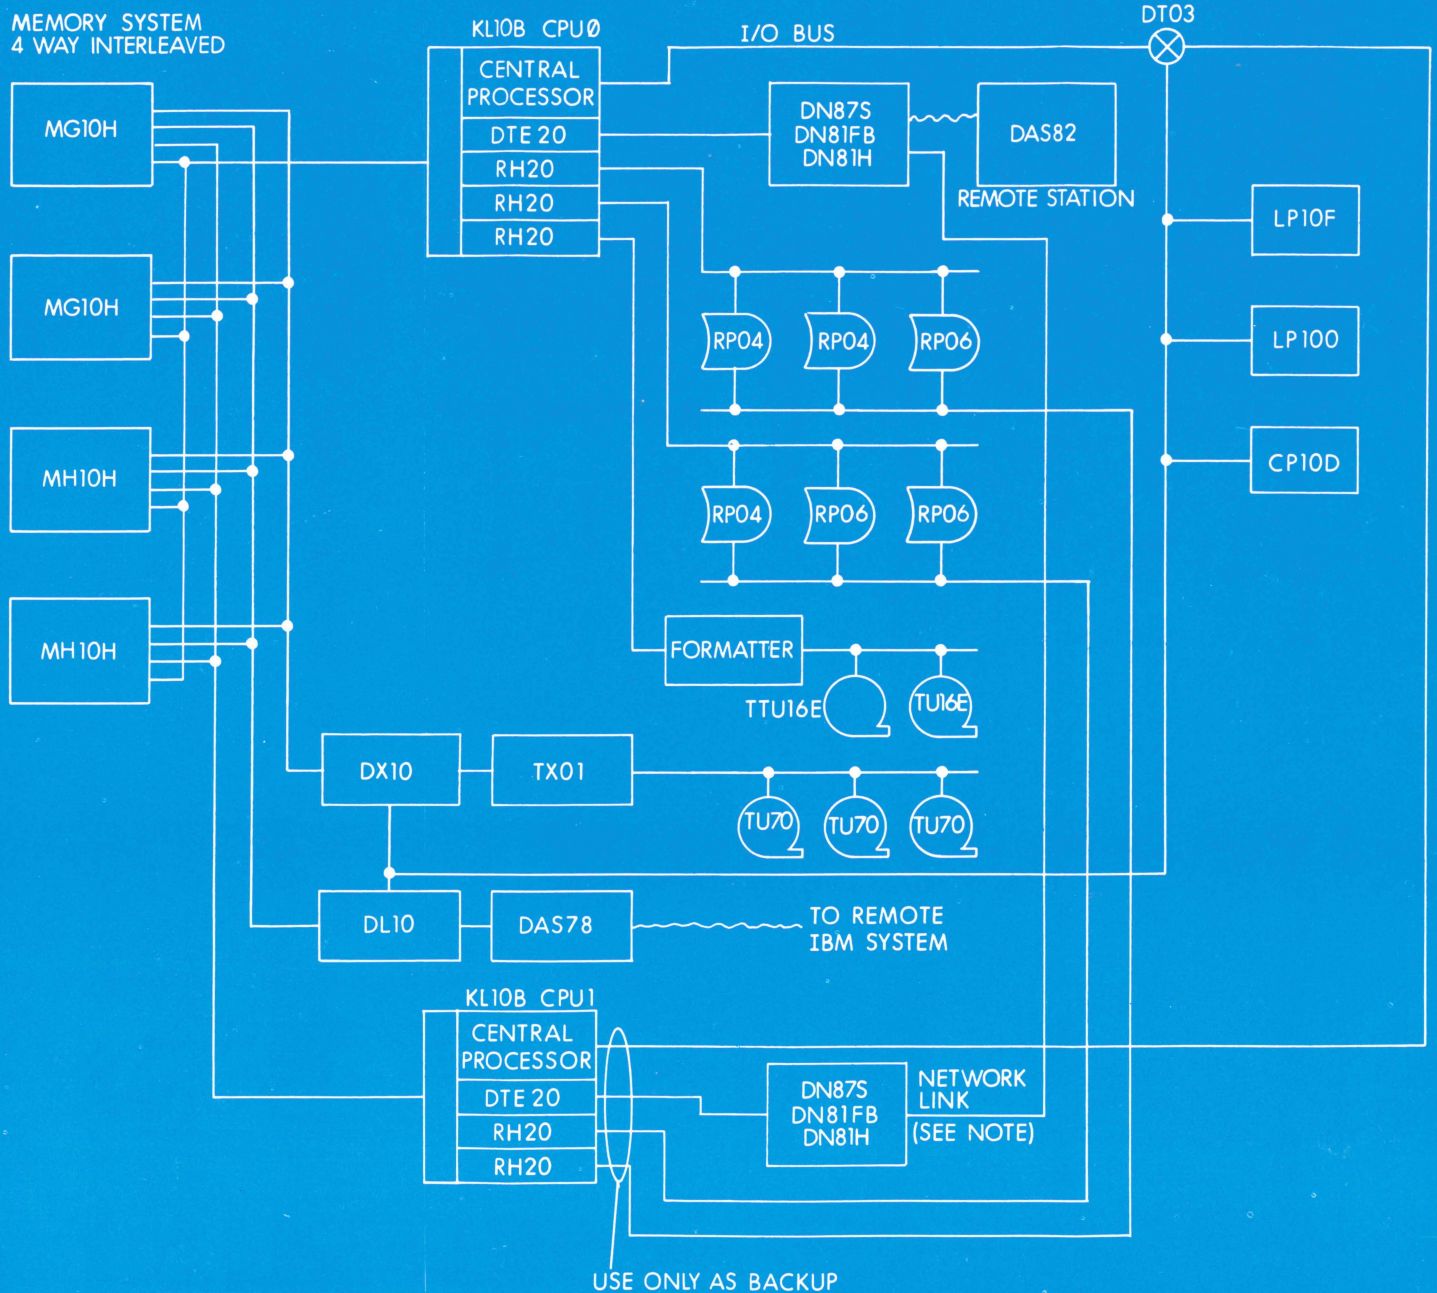 MEMORY SYSTEM
4 WAY INTERLEAVED
MG10H
MG10H
MH10H
MH10H
KL10B CPU0
CENTRAL
PROCESSOR
DTE 20
RH20
RH20
RH20
I/O BUS
DT03
DN87S
DN81FB
DN81H
DAS82
REMOTE STATION
LP10F
LP100
CP10D
RP04
RP04
RP06
RP04
RP06
RP06
FORMATTER
TTU16E
TU16E
DX10
TX01
TU70
TU70
TU70
DL10
DAS78
TO REMOTE
IBM SYSTEM
KL10B CPU1
CENTRAL
PROCESSOR
DTE 20
RH20
RH20
DN87S
DN81FB
DN81H
NETWORK
LINK
(SEE NOTE)
USE ONLY AS BACKUP